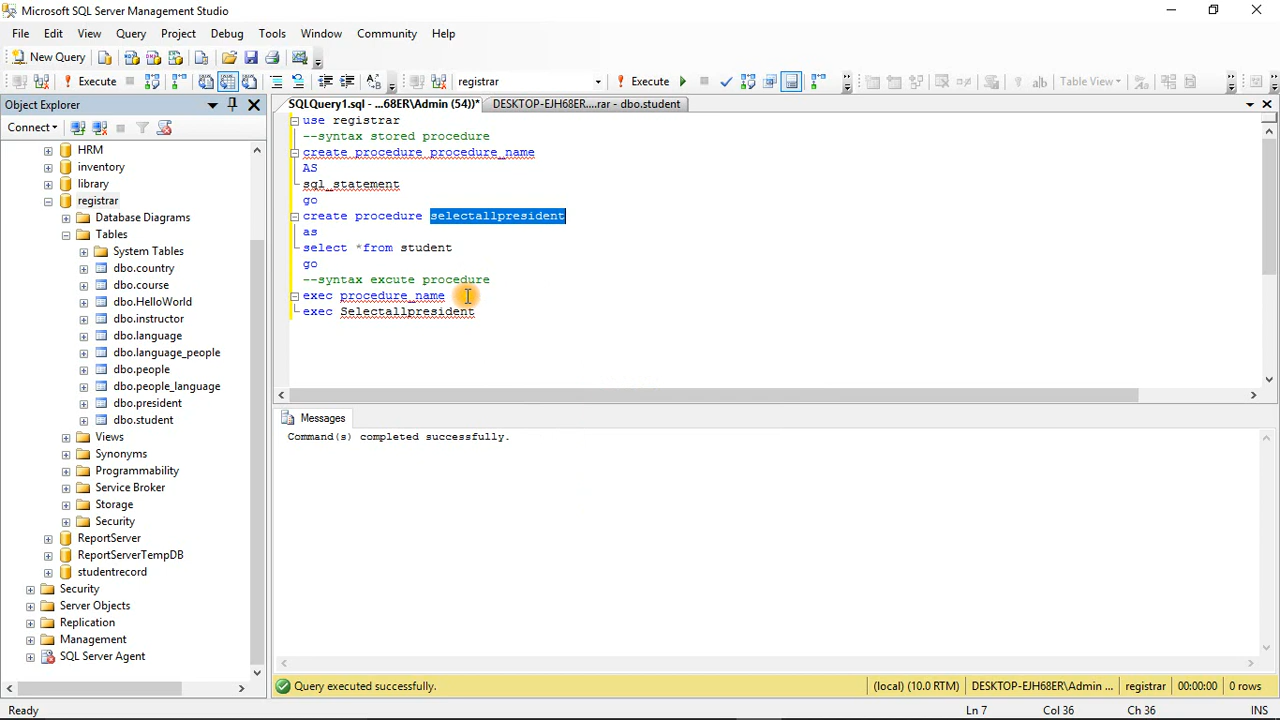 Microsoft SQL Server Management Studio
File Edit View Query Project Debug Tools Window Community Help
New Query
Execute registrar Execute Table View
Object Explorer
SQLQuery1.sql - ...68ER\Admin (54))* DESKTOP-EJH68ER....rar - dbo.student
Connect
HRM
inventory
library
registrar
Database Diagrams
Tables
System Tables
dbo.country
dbo.course
dbo.HelloWorld
dbo.instructor
dbo.language
dbo.language_people
dbo.people
dbo.people_language
dbo.president
dbo.student
Views
Synonyms
Programmability
Service Broker
Storage
Security
ReportServer
ReportServerTempDB
studentrecord
Security
Server Objects
Replication
Management
SQL Server Agent
use registrar
--syntax stored procedure
create procedure procedure_name
AS
sql_statement
go
create procedure selectallpresident
as
select *from student
go
--syntax excute procedure
exec procedure_name
exec Selectallpresident
Messages
Command(s) completed successfully.
Query executed successfully. (local) (10.0 RTM) DESKTOP-EJH68ER\Admin ... registrar 00:00:00 0 rows
Ready Ln 7 Col 36 Ch 36 INS